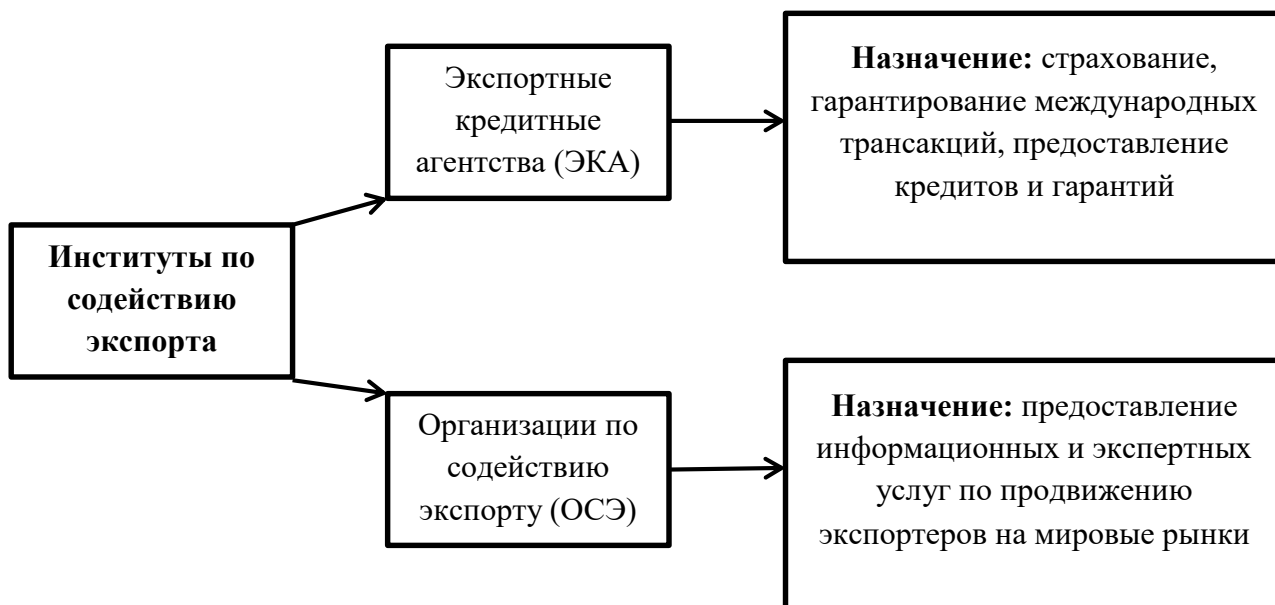 Институты по
содействию
экспорта
Экспортные
кредитные
агентства (ЭКА)
Назначение: страхование,
гарантирование международных
трансакций, предоставление
кредитов и гарантий
Организации по
содействию
экспорту (ОСЭ)
Назначение: предоставление
информационных и экспертных
услуг по продвижению
экспортеров на мировые рынки